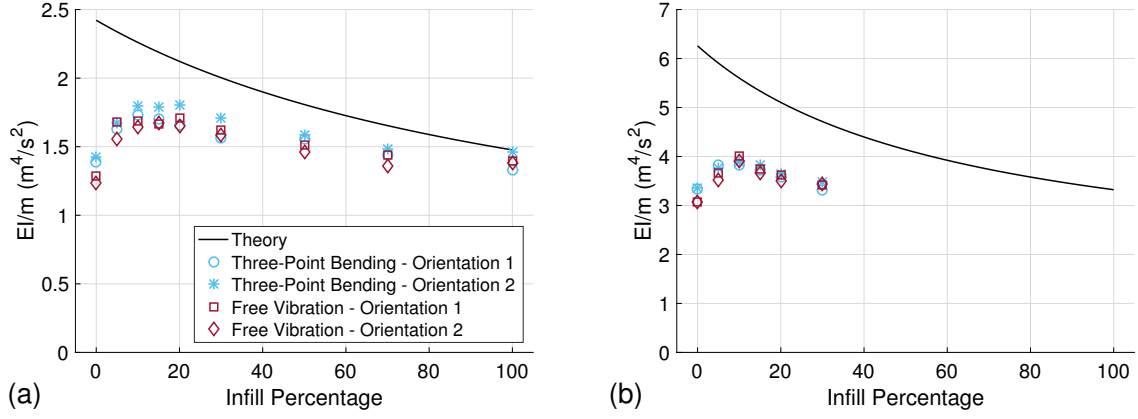 2.5
2
1.5
1
0.5
0
EI/m (m⁴/s²)
0 20 40 60 80 100
Infill Percentage
(a)
Theory
Three-Point Bending - Orientation 1
Three-Point Bending - Orientation 2
Free Vibration - Orientation 1
Free Vibration - Orientation 2
7
6
5
4
3
2
1
0
EI/m (m⁴/s²)
0 20 40 60 80 100
Infill Percentage
(b)